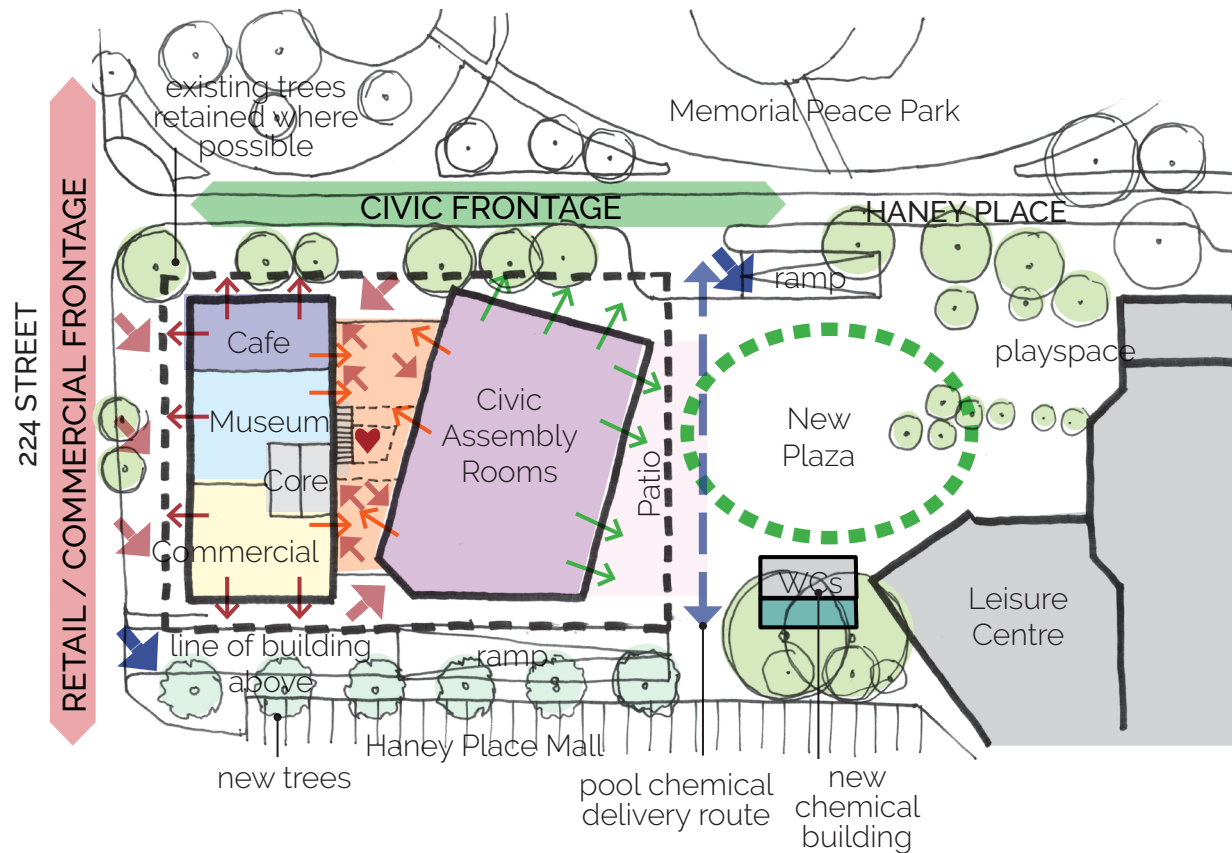 existing trees
retained where
possible
Memorial Peace Park
CIVIC FRONTAGE
HANEY PLACE
224 STREET
RETAIL / COMMERCIAL FRONTAGE
ramp
Cafe
playspace
Museum
Civic
Assembly
Rooms
New
Plaza
Core
Patio
Commercial
WCs
Leisure
Centre
line of building
above
ramp
Haney Place Mall
new trees
pool chemical
delivery route
new
chemical
building